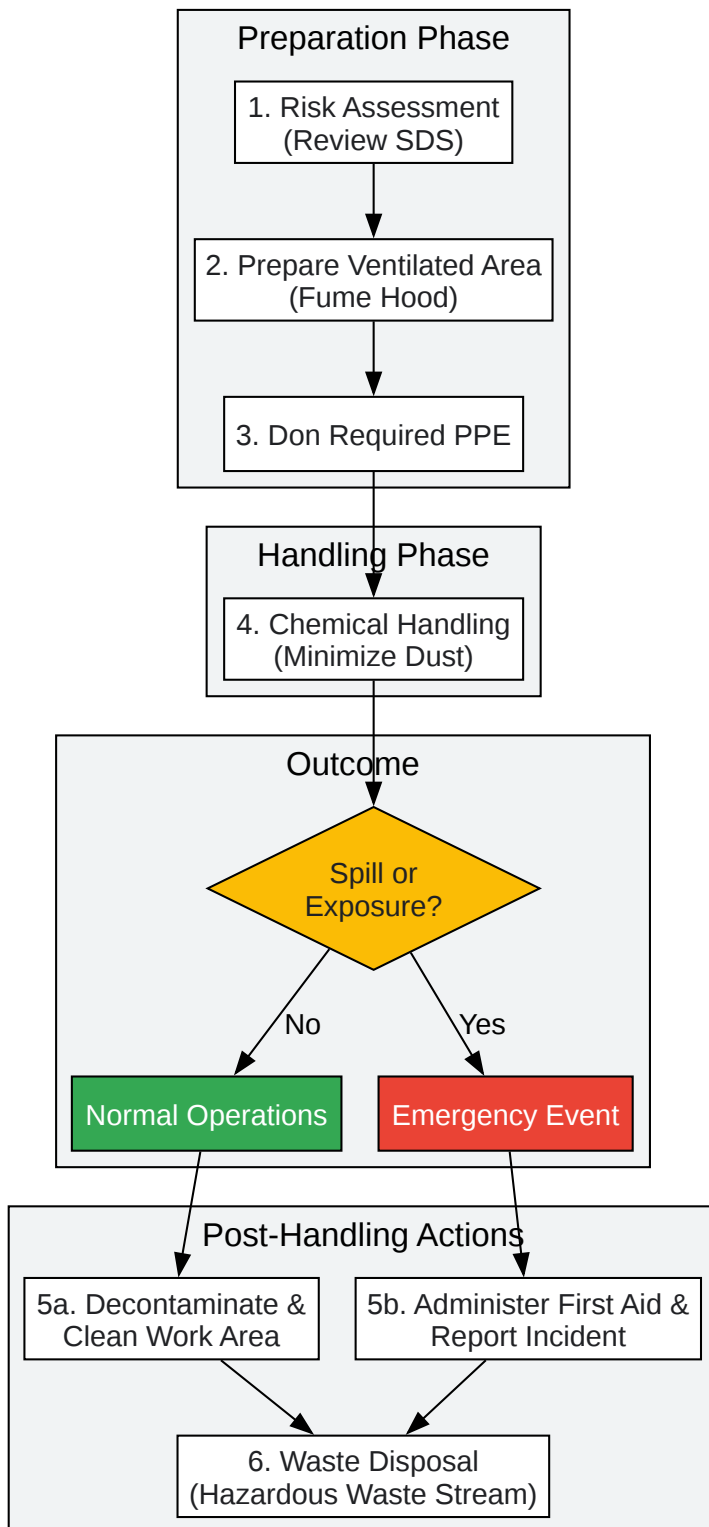 Preparation Phase
1. Risk Assessment
(Review SDS)
2. Prepare Ventilated Area
(Fume Hood)
3. Don Required PPE
Handling Phase
4. Chemical Handling
(Minimize Dust)
Outcome
Spill or
Exposure?
No
Yes
Normal Operations
Emergency Event
Post-Handling Actions
5a. Decontaminate &
Clean Work Area
5b. Administer First Aid &
Report Incident
6. Waste Disposal
(Hazardous Waste Stream)